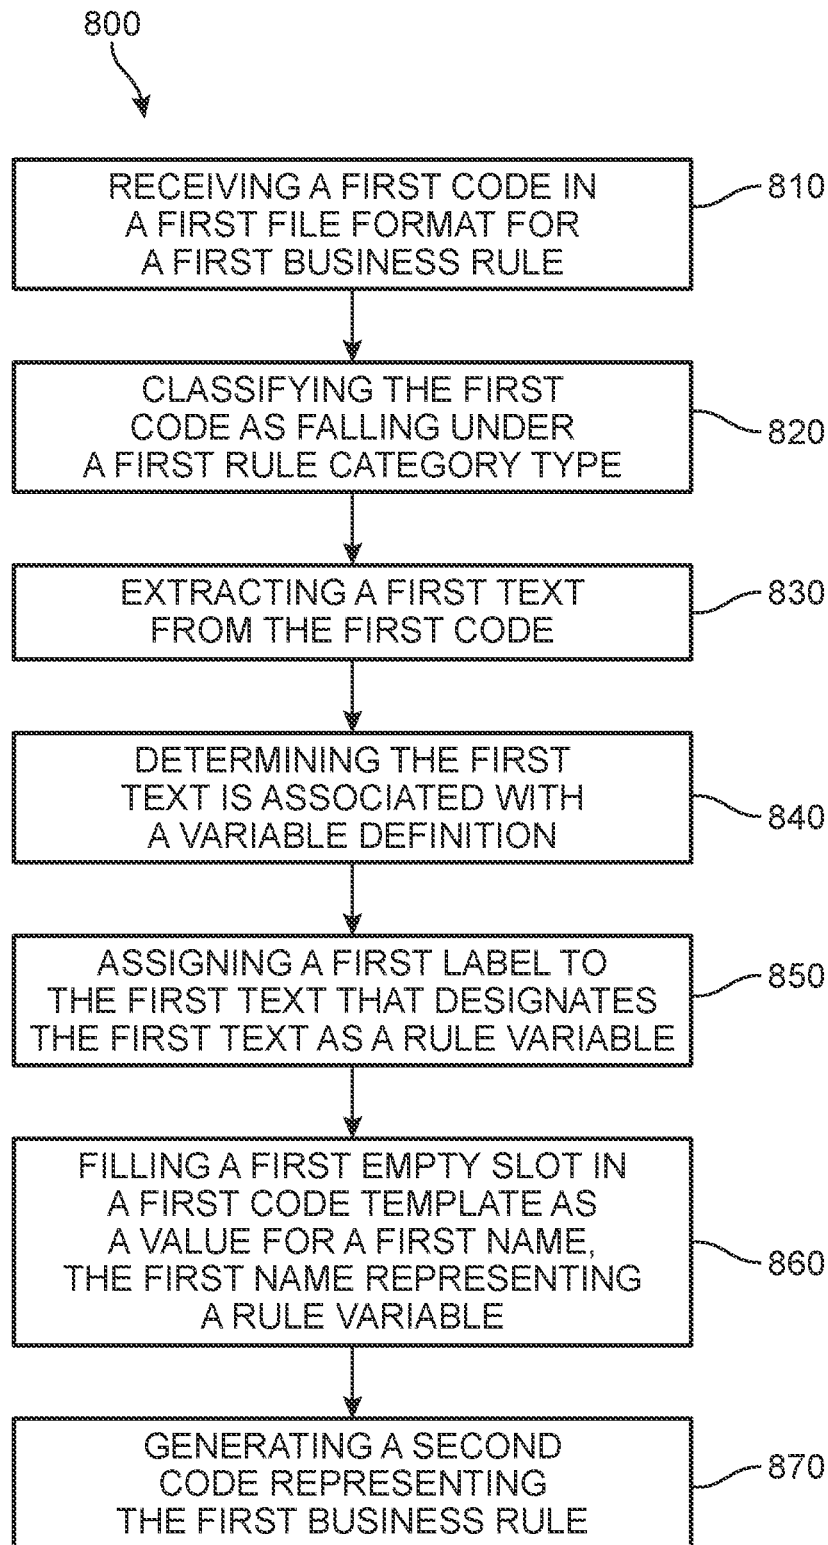 800
RECEIVING A FIRST CODE IN
A FIRST FILE FORMAT FOR
A FIRST BUSINESS RULE
810
CLASSIFYING THE FIRST
CODE AS FALLING UNDER
A FIRST RULE CATEGORY TYPE
820
EXTRACTING A FIRST TEXT
FROM THE FIRST CODE
830
DETERMINING THE FIRST
TEXT IS ASSOCIATED WITH
A VARIABLE DEFINITION
840
ASSIGNING A FIRST LABEL TO
THE FIRST TEXT THAT DESIGNATES
THE FIRST TEXT AS A RULE VARIABLE
850
FILLING A FIRST EMPTY SLOT IN
A FIRST CODE TEMPLATE AS
A VALUE FOR A FIRST NAME,
THE FIRST NAME REPRESENTING
A RULE VARIABLE
860
GENERATING A SECOND
CODE REPRESENTING
THE FIRST BUSINESS RULE
870